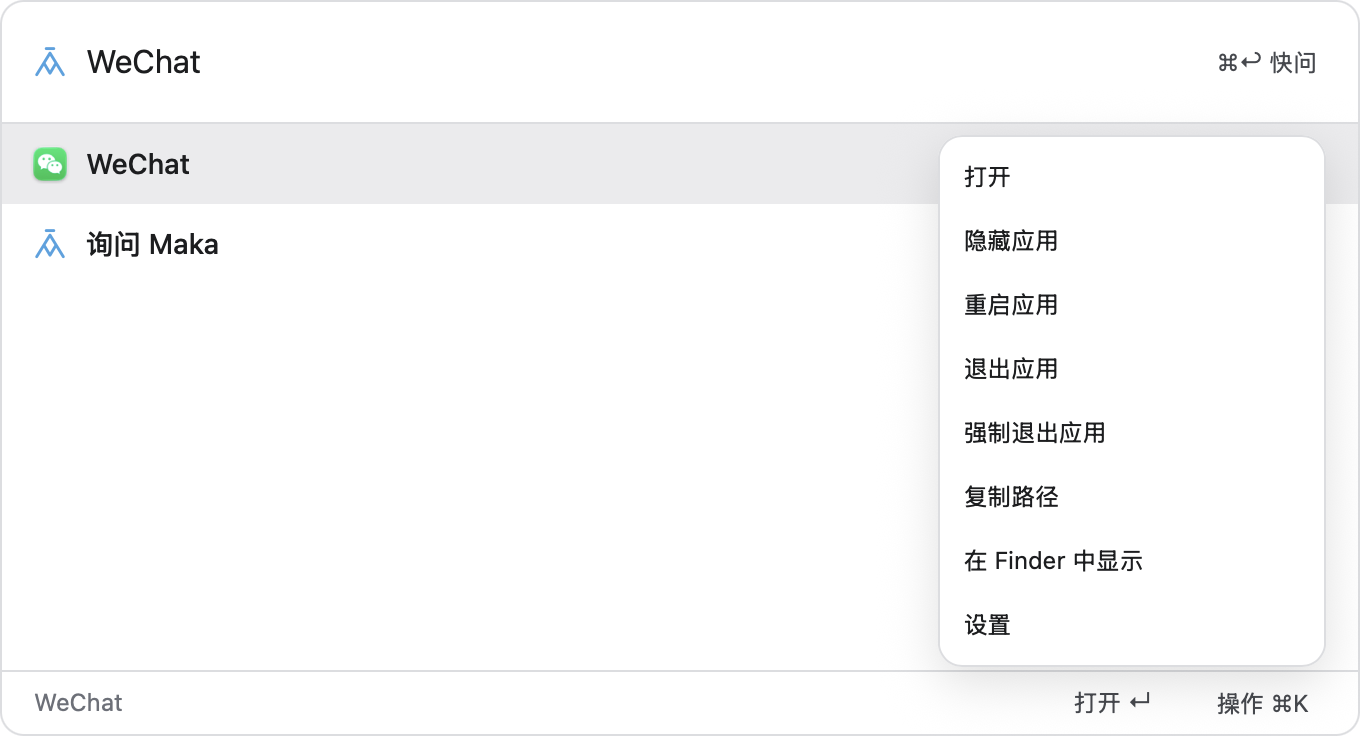 WeChat
⌘↩ 快问
WeChat
询问 Maka
打开
隐藏应用
重启应用
退出应用
强制退出应用
复制路径
在 Finder 中显示
设置
WeChat
打开 ↵
操作 ⌘K